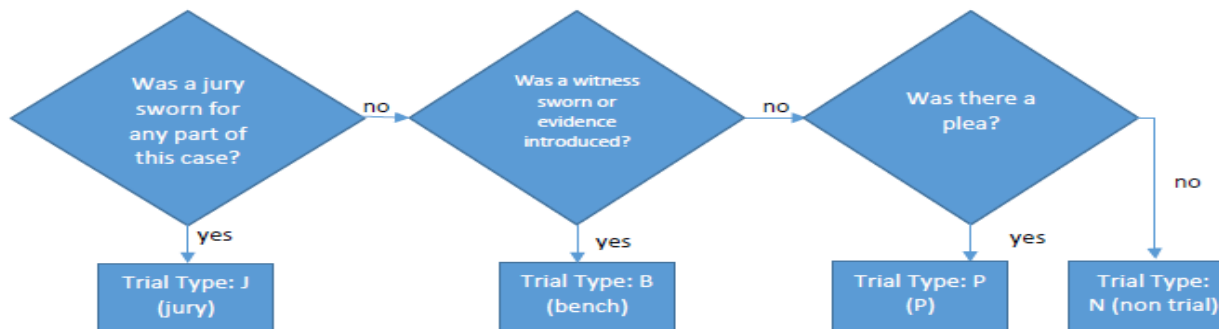 Was a jury
sworn for
any part of
this case?
no
Was a witness
sworn or
evidence
introduced?
no
Was there a
plea?
no
yes
yes
yes
Trial Type: J
(jury)
Trial Type: B
(bench)
Trial Type: P
(P)
Trial Type:
N (non trial)